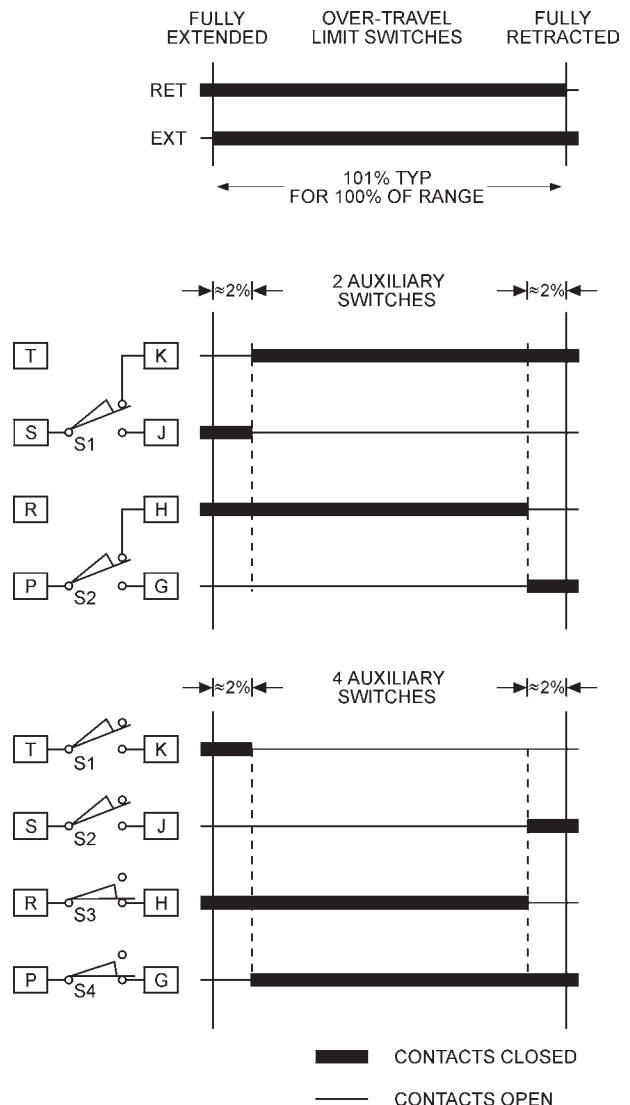 FULLY EXTENDED
OVER-TRAVEL LIMIT SWITCHES
FULLY RETRACTED
RET
EXT
101% TYP
FOR 100% OF RANGE
≈2%
2 AUXILIARY SWITCHES
≈2%
T K
S S1 J
R H
P S2 G
≈2%
4 AUXILIARY SWITCHES
≈2%
T S1 K
S S2 J
R S3 H
P S4 G
CONTACTS CLOSED
CONTACTS OPEN